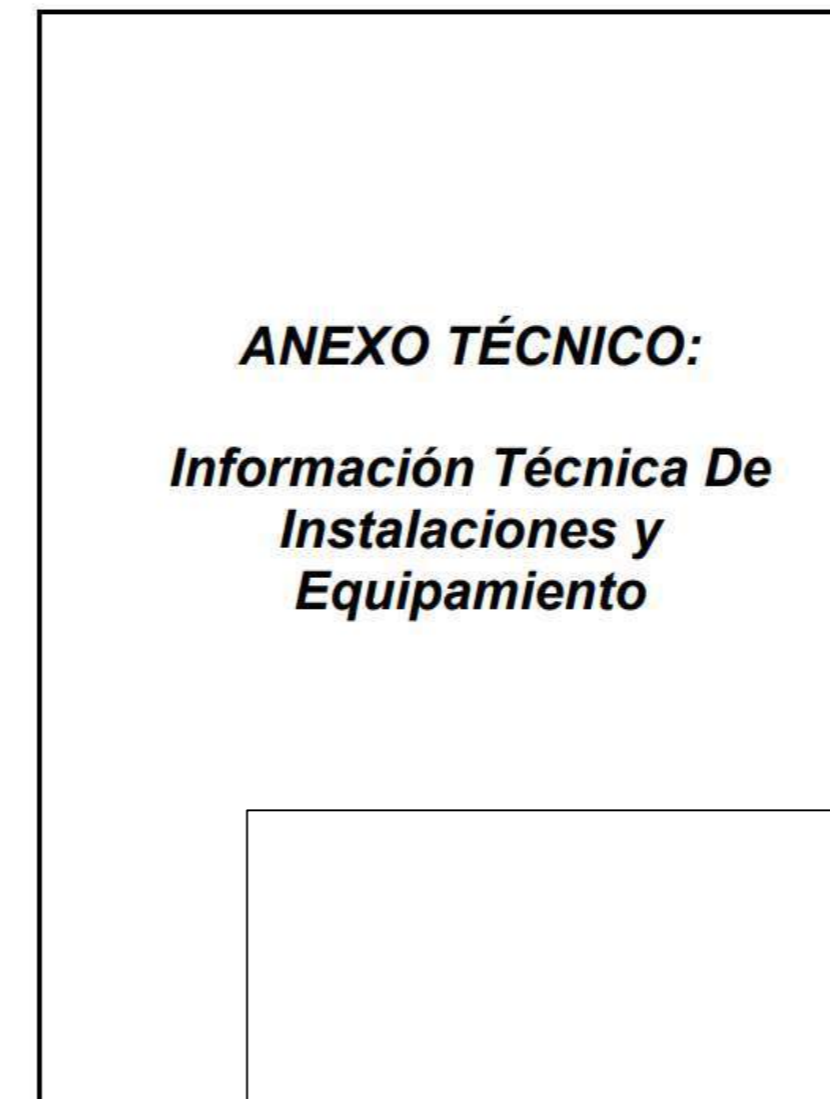 ANEXO TÉCNICO:
Información Técnica De
Instalaciones y
Equipamiento